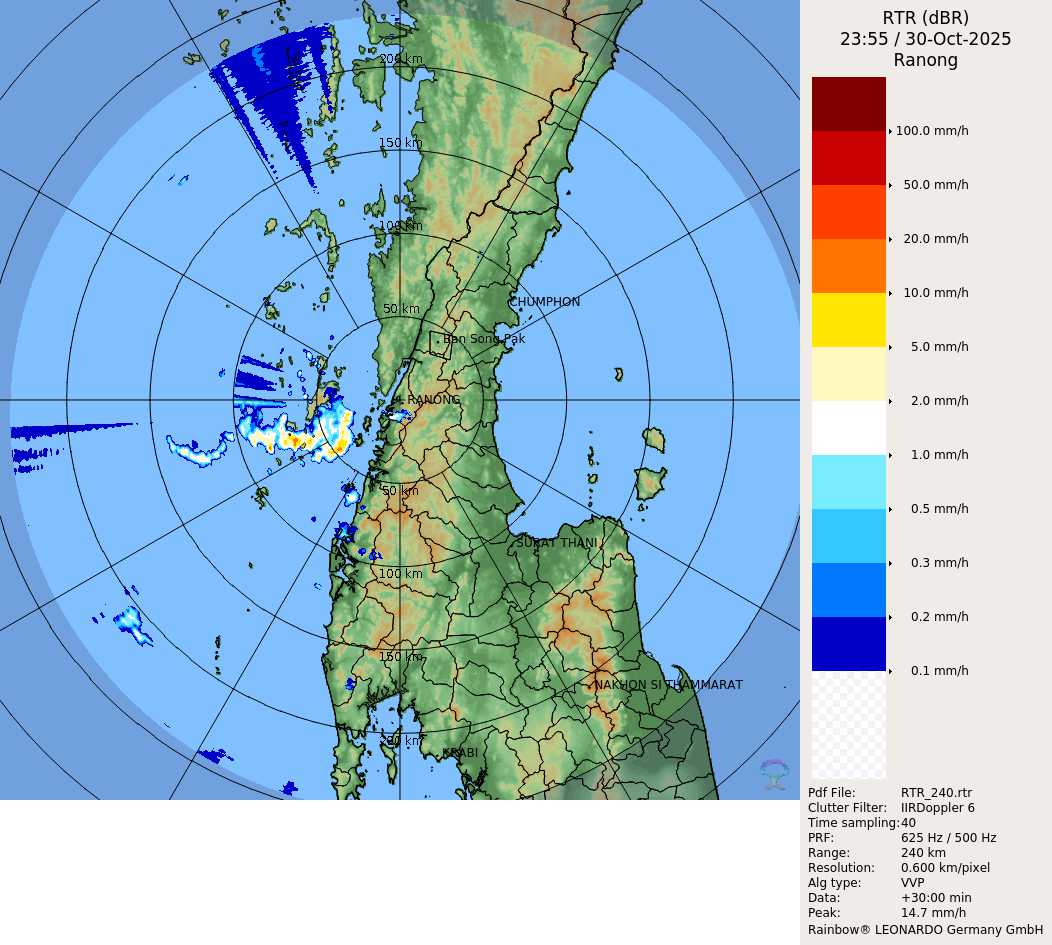 RTR (dBR)
23:55 / 30-Oct-2025
Ranong
200 km
150 km
100 km
50 km
CHUMPHON
Ban Song Pak
RANONG
50 km
SURAT THANI
100 km
150 km
NAKHON SI THAMMARAT
200 km
KRABI
100.0 mm/h
50.0 mm/h
20.0 mm/h
10.0 mm/h
5.0 mm/h
2.0 mm/h
1.0 mm/h
0.5 mm/h
0.3 mm/h
0.2 mm/h
0.1 mm/h
Pdf File: RTR_240.rtr
Clutter Filter: IIRDoppler 6
Time sampling: 40
PRF: 625 Hz / 500 Hz
Range: 240 km
Resolution: 0.600 km/pixel
Alg type: VVP
Data: +30:00 min
Peak: 14.7 mm/h
Rainbow® LEONARDO Germany GmbH